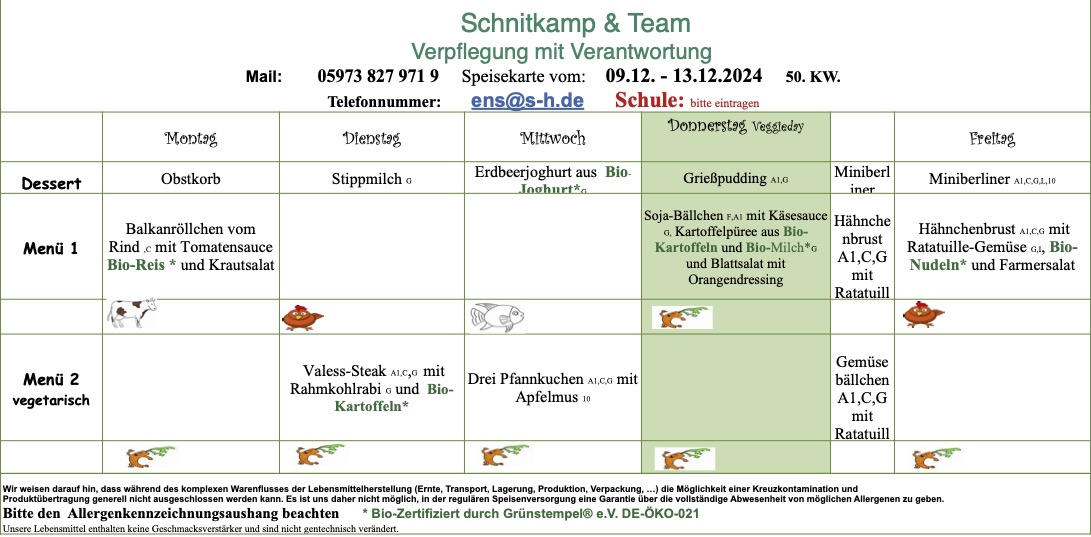 Schnitkamp & Team
Verpflegung mit Verantwortung
Mail: 05973 827 971 9 Speisekarte vom: 09.12. - 13.12.2024 50. KW.
Telefonnummer: ens@s-h.de Schule: bitte eintragen
Montag
Dienstag
Mittwoch
Donnerstag Veggieday
Freitag
Dessert
Obstkorb
Stippmilch G
Erdbeerjoghurt aus Bio-
Joghurt*G
Grießpudding A1,G
Miniberl
iner
Miniberliner A1,C,G,L,10
Menü 1
Balkanröllchen vom
Rind ,C mit Tomatensauce
Bio-Reis * und Krautsalat
Soja-Bällchen F,A1 mit Käsesauce
G, Kartoffelpüree aus Bio-
Kartoffeln und Bio-Milch*G
und Blattsalat mit
Orangendressing
Hähnche
nbrust
A1,C,G
mit
Ratatuill
Hähnchenbrust A1,C,G mit
Ratatuille-Gemüse G,I, Bio-
Nudeln* und Farmersalat
Menü 2
vegetarisch
Valess-Steak A1,C,G mit
Rahmkohlrabi G und Bio-
Kartoffeln*
Drei Pfannkuchen A1,C,G mit
Apfelmus 10
Gemüse
bällchen
A1,C,G
mit
Ratatuill
Wir weisen darauf hin, dass während des komplexen Warenflusses der Lebensmittelherstellung (Ernte, Transport, Lagerung, Produktion, Verpackung, ...) die Möglichkeit einer Kreuzkontamination und
Produktübertragung generell nicht ausgeschlossen werden kann. Es ist uns daher nicht möglich, in der regulären Speisenversorgung eine Garantie über die vollständige Abwesenheit von möglichen Allergenen zu geben.
Bitte den Allergenkennzeichnungsaushang beachten * Bio-Zertifiziert durch Grünstempel® e.V. DE-ÖKO-021
Unsere Lebensmittel enthalten keine Geschmacksverstärker und sind nicht gentechnisch verändert.